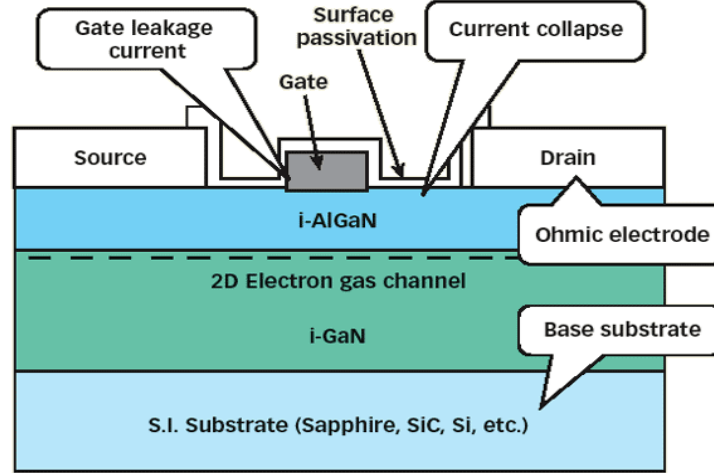 Gate leakage
current
Surface
passivation
Current collapse
Gate
Source
Drain
i-AlGaN
Ohmic electrode
2D Electron gas channel
i-GaN
Base substrate
S.I. Substrate (Sapphire, SiC, Si, etc.)